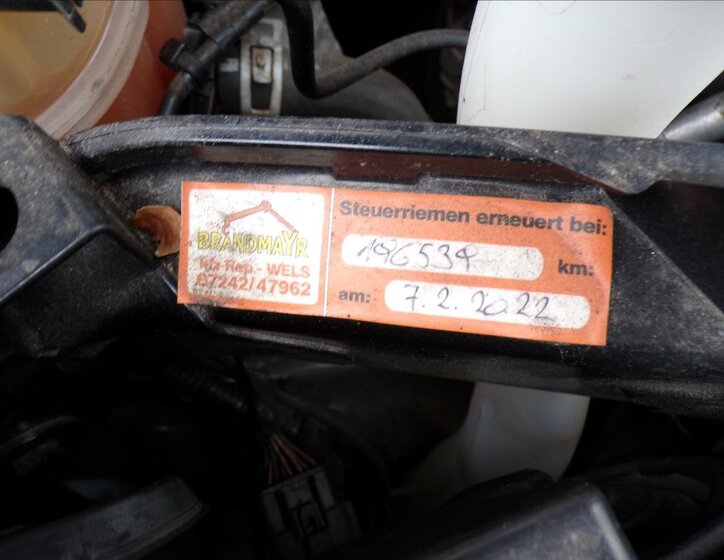 BRANDMAYR
Kfz-Rep.- WELS
07242/47962
Steuerriemen erneuert bei:
196539 km:
am: 7.2.2022